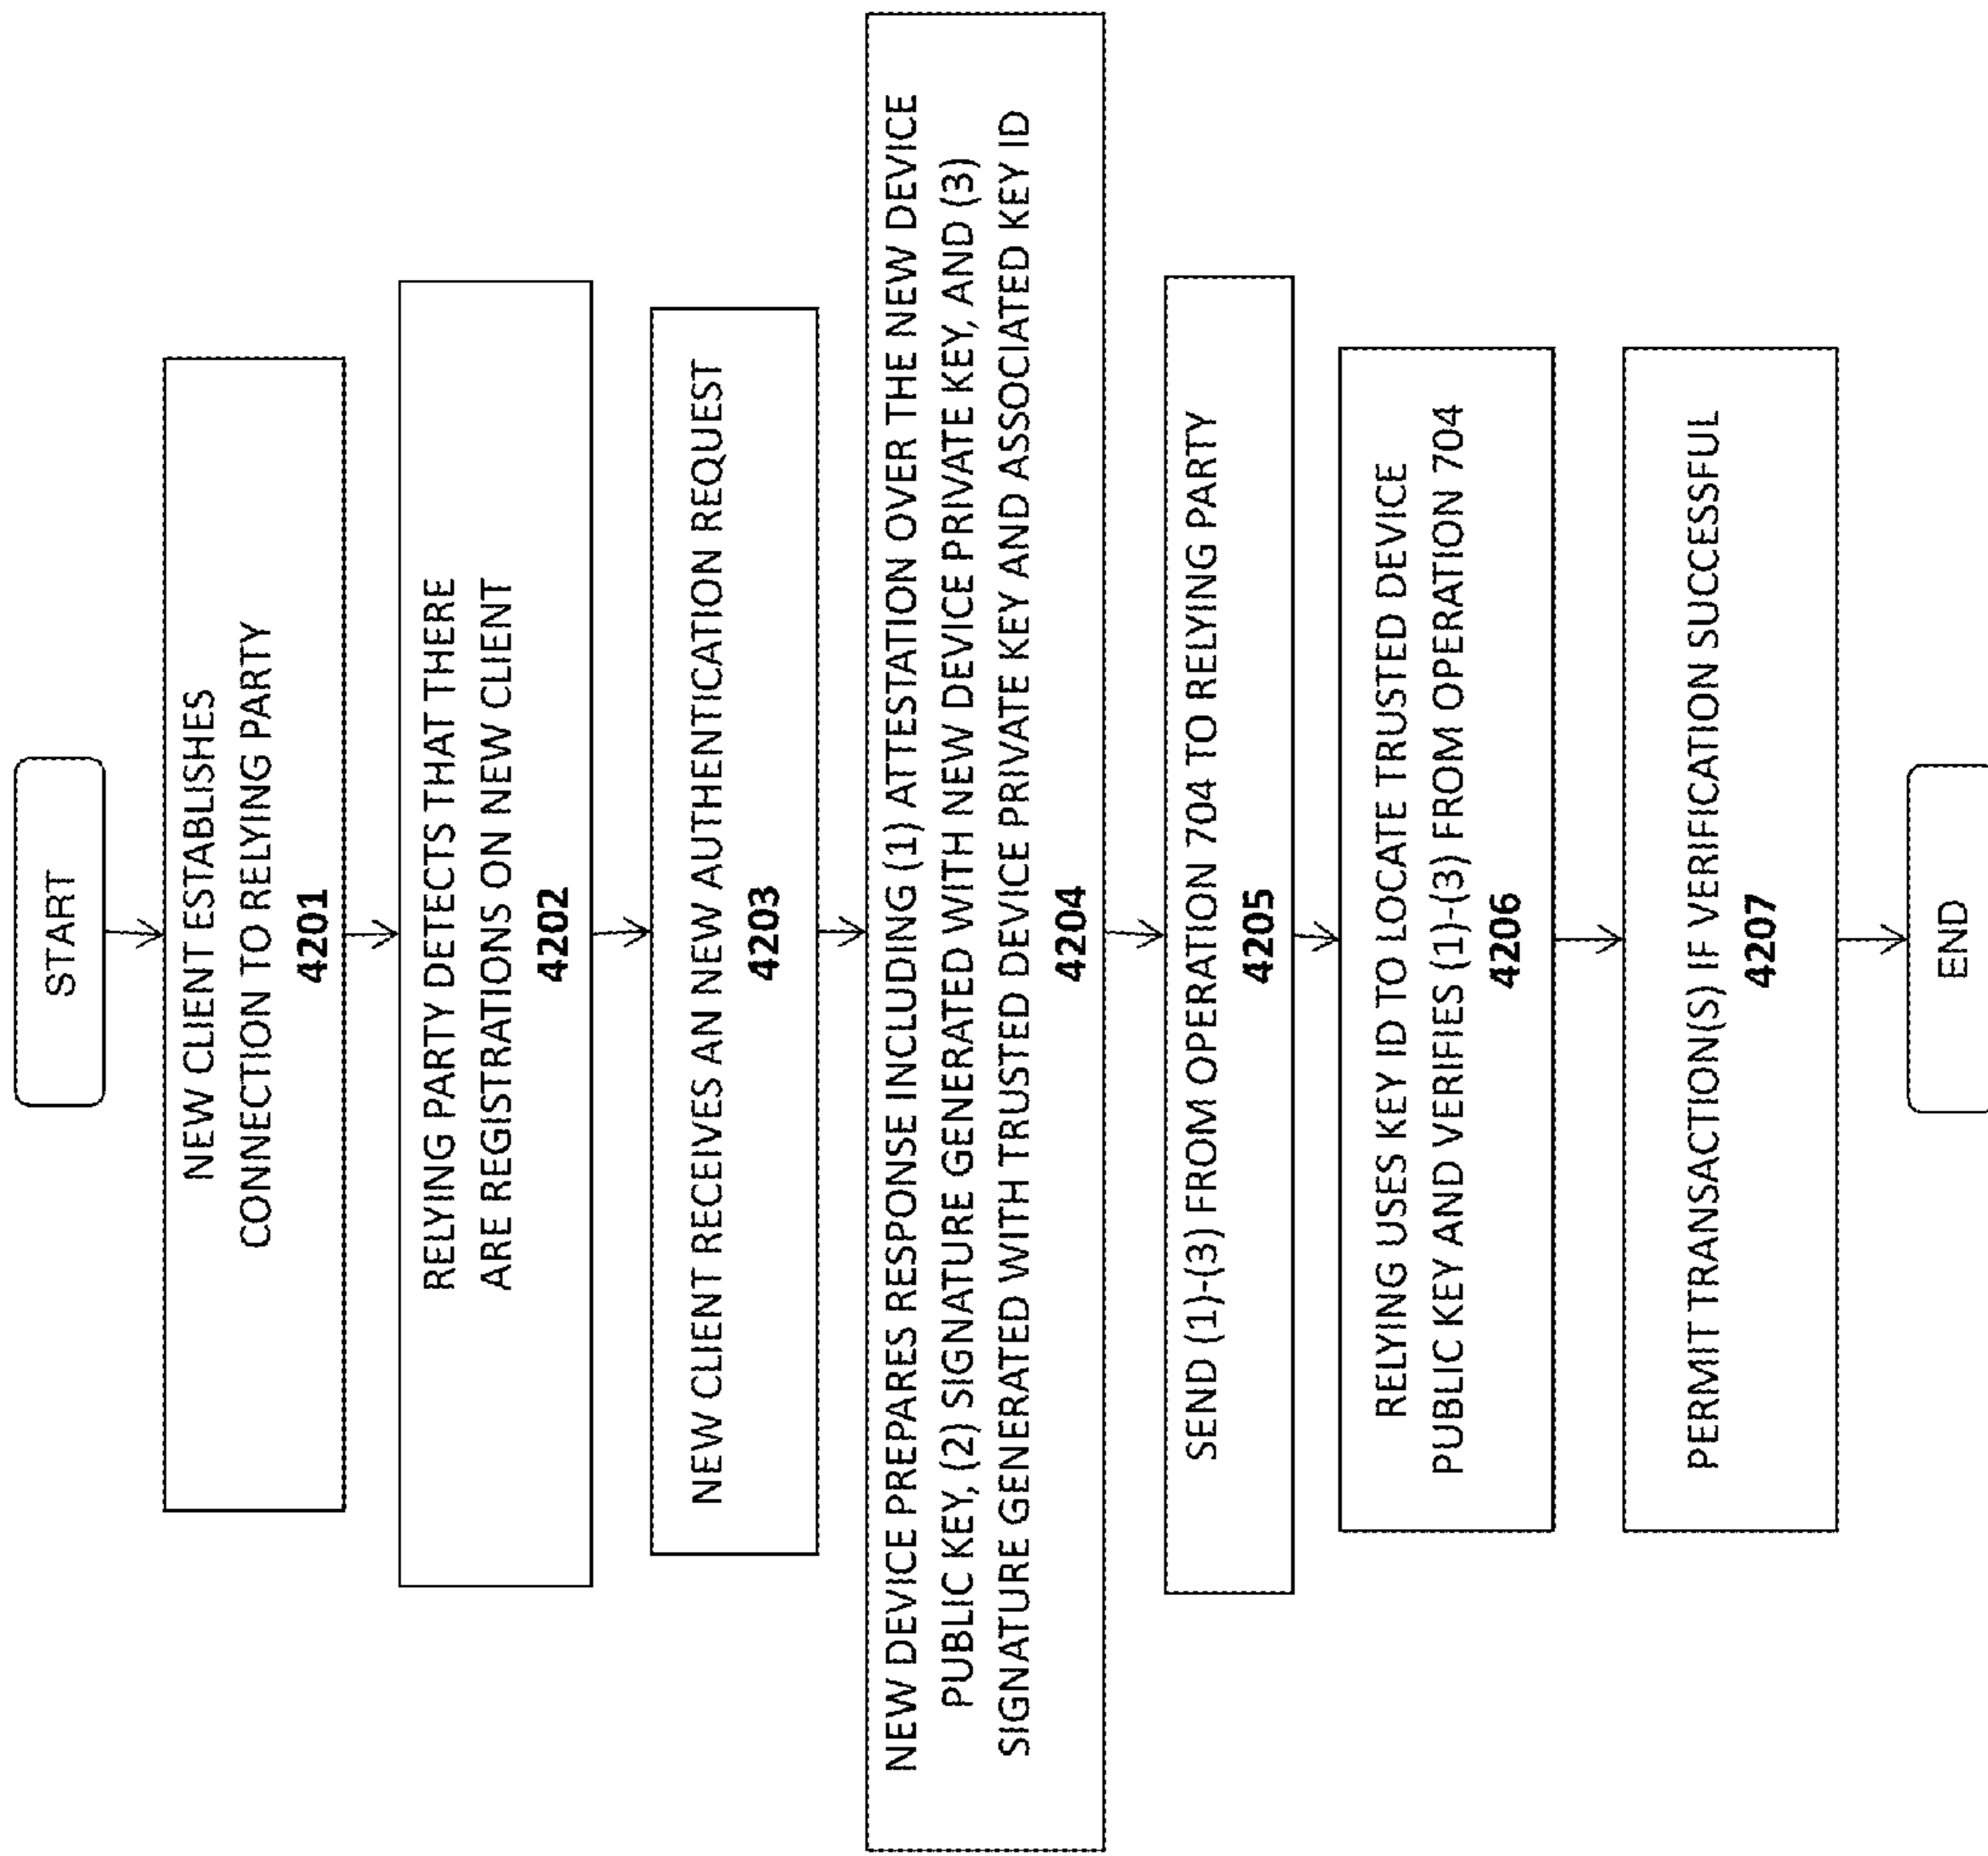 START
NEW CLIENT ESTABLISHES
CONNECTION TO RELYING PARTY
4201
RELYING PARTY DETECTS THAT THERE
ARE REGISTRATIONS ON NEW CLIENT
4202
NEW CLIENT RECEIVES AN NEW AUTHENTICATION REQUEST
4203
NEW DEVICE PREPARES RESPONSE INCLUDING (1) ATTESTATION OVER THE NEW DEVICE
PUBLIC KEY, (2) SIGNATURE GENERATED WITH NEW DEVICE PRIVATE KEY, AND (3)
SIGNATURE GENERATED WITH TRUSTED DEVICE PRIVATE KEY AND ASSOCIATED KEY ID
4204
SEND (1)-(3) FROM OPERATION 704 TO RELYING PARTY
4205
RELYING USES KEY ID TO LOCATE TRUSTED DEVICE
PUBLIC KEY AND VERIFIES (1)-(3) FROM OPERATION 704
4206
PERMIT TRANSACTION(S) IF VERIFICATION SUCCESSFUL
4207
END